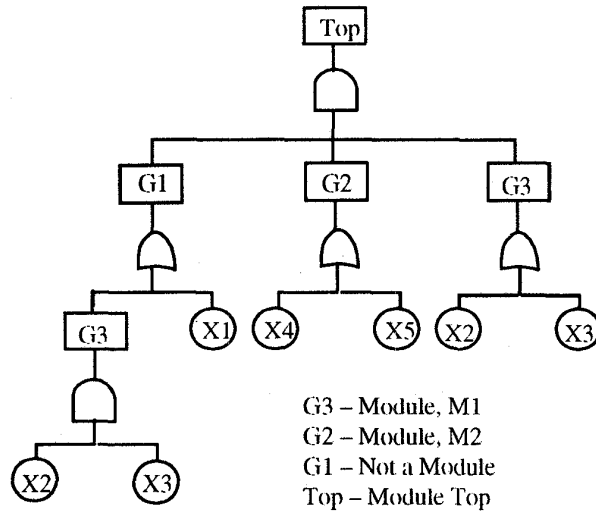 Top
G1 G2 G3
G3 X1 X4 X5 X2 X3
X2 X3
G3 – Module, M1
G2 – Module, M2
G1 – Not a Module
Top – Module Top